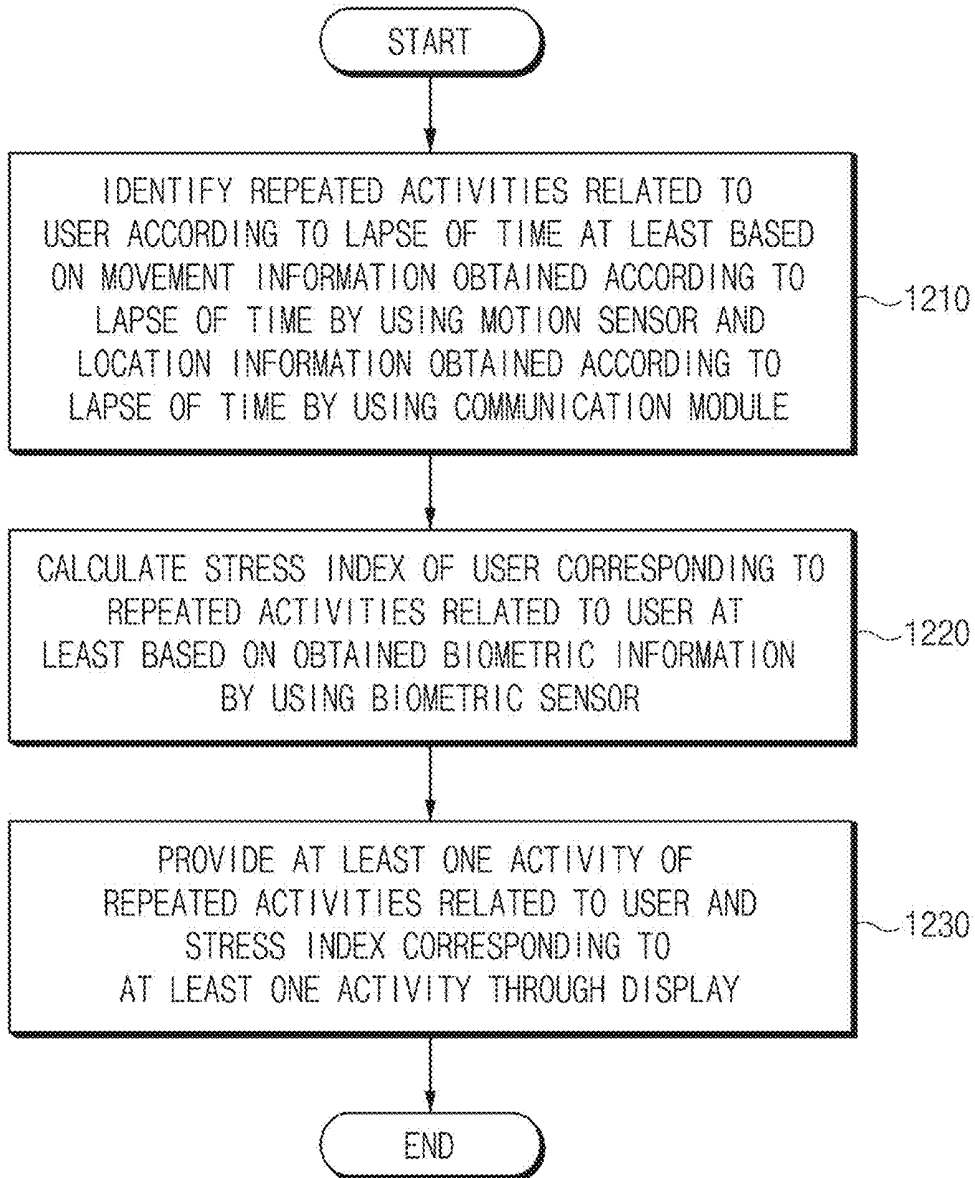 START
IDENTIFY REPEATED ACTIVITIES RELATED TO
USER ACCORDING TO LAPSE OF TIME AT LEAST BASED
ON MOVEMENT INFORMATION OBTAINED ACCORDING TO
LAPSE OF TIME BY USING MOTION SENSOR AND
LOCATION INFORMATION OBTAINED ACCORDING TO
LAPSE OF TIME BY USING COMMUNICATION MODULE
1210
CALCULATE STRESS INDEX OF USER CORRESPONDING TO
REPEATED ACTIVITIES RELATED TO USER AT
LEAST BASED ON OBTAINED BIOMETRIC INFORMATION
BY USING BIOMETRIC SENSOR
1220
PROVIDE AT LEAST ONE ACTIVITY OF
REPEATED ACTIVITIES RELATED TO USER AND
STRESS INDEX CORRESPONDING TO
AT LEAST ONE ACTIVITY THROUGH DISPLAY
1230
END